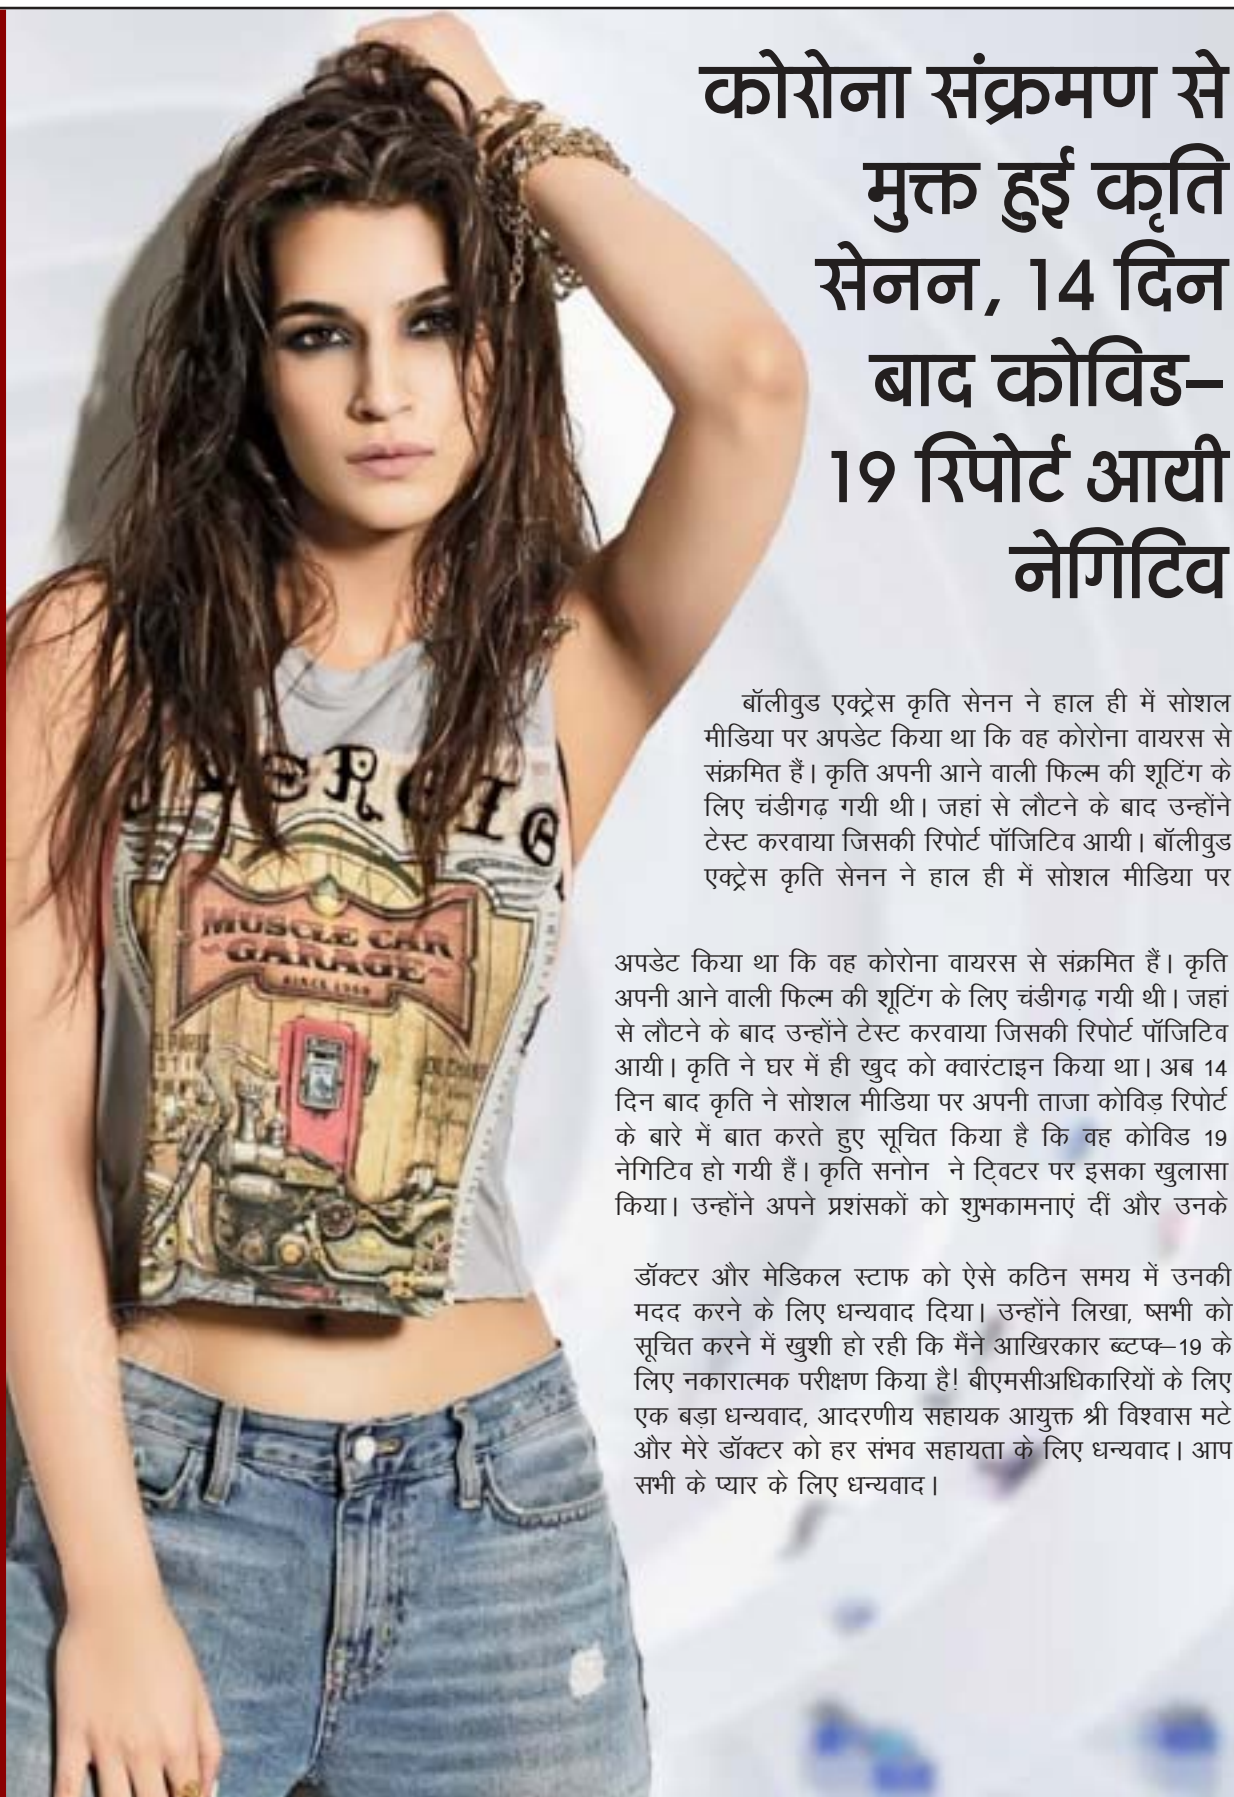 कोरोना संक्रमण से
मुक्त हुई कृति
सेनन, 14 दिन
बाद कोविड–
19 रिपोर्ट आयी
नेगिटिव
बॉलीवुड एक्ट्रेस कृति सेनन ने हाल ही में सोशल
मीडिया पर अपडेट किया था कि वह कोरोना वायरस से
संक्रमित हैं। कृति अपनी आने वाली फिल्म की शूटिंग के
लिए चंडीगढ़ गयी थी। जहां से लौटने के बाद उन्होंने
टेस्ट करवाया जिसकी रिपोर्ट पॉजिटिव आयी। बॉलीवुड
एक्ट्रेस कृति सेनन ने हाल ही में सोशल मीडिया पर
अपडेट किया था कि वह कोरोना वायरस से संक्रमित हैं। कृति
अपनी आने वाली फिल्म की शूटिंग के लिए चंडीगढ़ गयी थी। जहां
से लौटने के बाद उन्होंने टेस्ट करवाया जिसकी रिपोर्ट पॉजिटिव
आयी। कृति ने घर में ही खुद को क्वारंटाइन किया था। अब 14
दिन बाद कृति ने सोशल मीडिया पर अपनी ताजा कोविड़ रिपोर्ट
के बारे में बात करते हुए सूचित किया है कि वह कोविड 19
नेगिटिव हो गयी हैं। कृति सनोन ने ट्विटर पर इसका खुलासा
किया। उन्होंने अपने प्रशंसकों को शुभकामनाएं दीं और उनके
डॉक्टर और मेडिकल स्टाफ को ऐसे कठिन समय में उनकी
मदद करने के लिए धन्यवाद दिया। उन्होंने लिखा, ष्सभी को
सूचित करने में खुशी हो रही कि मैंने आखिरकार ब्व्टप्क्–19 के
लिए नकारात्मक परीक्षण किया है! बीएमसीअधिकारियों के लिए
एक बड़ा धन्यवाद, आदरणीय सहायक आयुक्त श्री विश्वास मटे
और मेरे डॉक्टर को हर संभव सहायता के लिए धन्यवाद। आप
सभी के प्यार के लिए धन्यवाद।
MUSCLE CAR
GARAGE